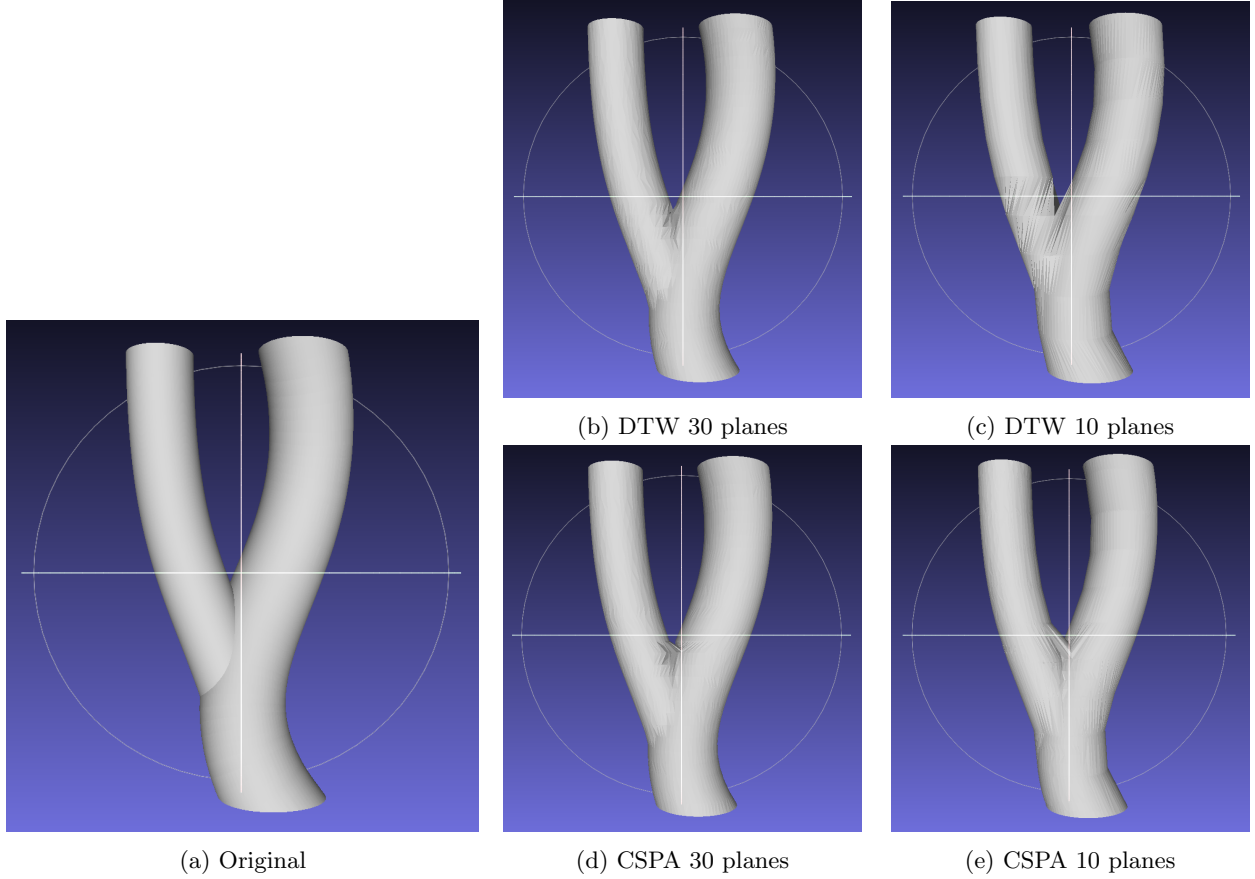 (b) DTW 30 planes
(c) DTW 10 planes
(a) Original
(d) CSPA 30 planes
(e) CSPA 10 planes